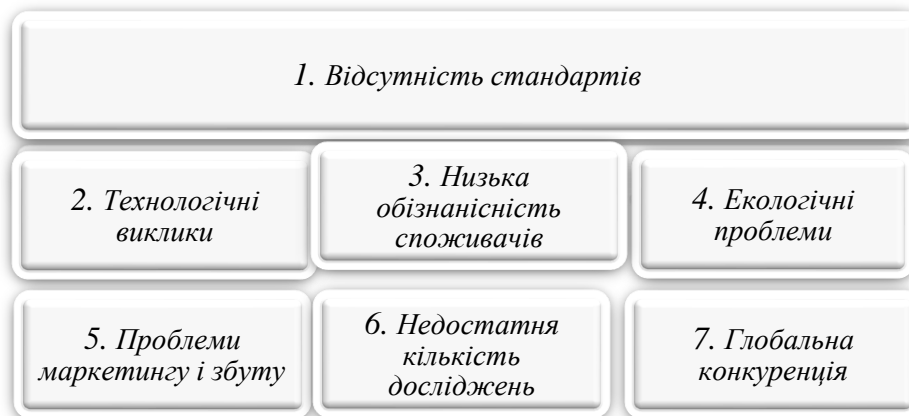 1. Відсутність стандартів
2. Технологічні
виклики
3. Низька
обізнанісність
споживачів
4. Екологічні
проблеми
5. Проблеми
маркетингу і збуту
6. Недостатня
кількість
досліджень
7. Глобальна
конкуренція